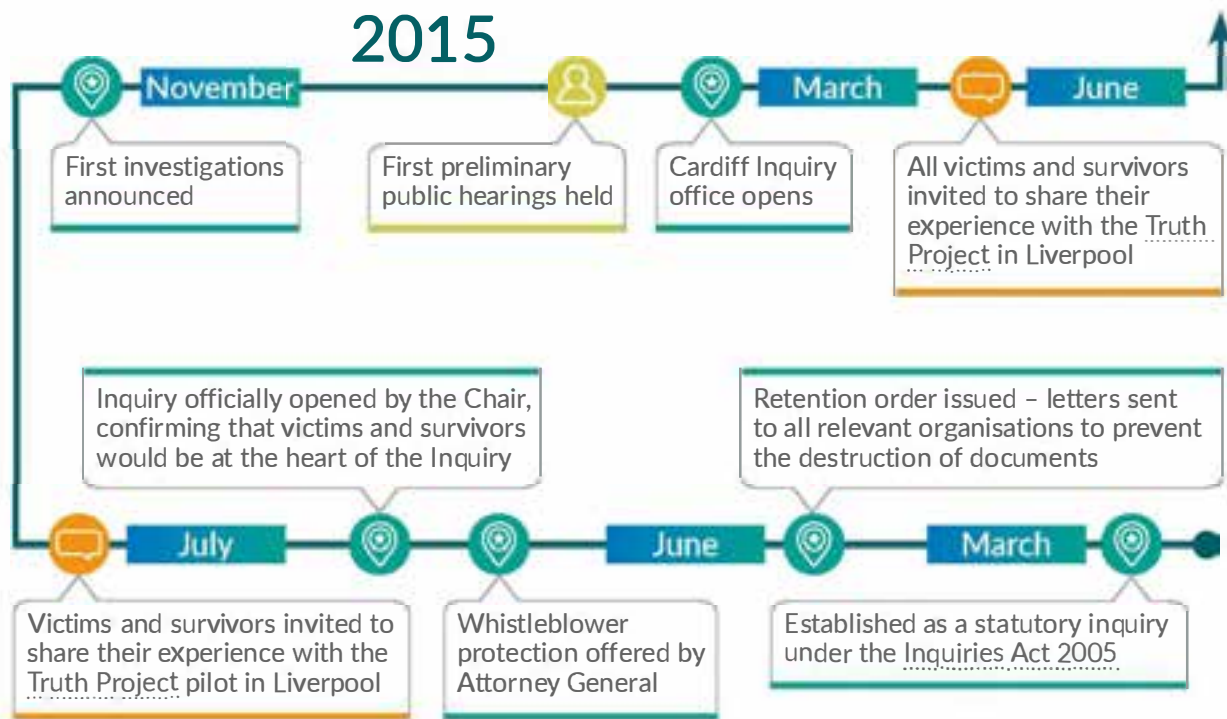 2015
November
March
June
First investigations
announced
First preliminary
public hearings held
Cardiff Inquiry
office opens
All victims and survivors
invited to share their
experience with the Truth
Project in Liverpool
Inquiry officially opened by the Chair,
confirming that victims and survivors
would be at the heart of the Inquiry
Retention order issued – letters sent
to all relevant organisations to prevent
the destruction of documents
July
June
March
Victims and survivors invited to
share their experience with the
Truth Project pilot in Liverpool
Whistleblower
protection offered by
Attorney General
Established as a statutory inquiry
under the Inquiries Act 2005